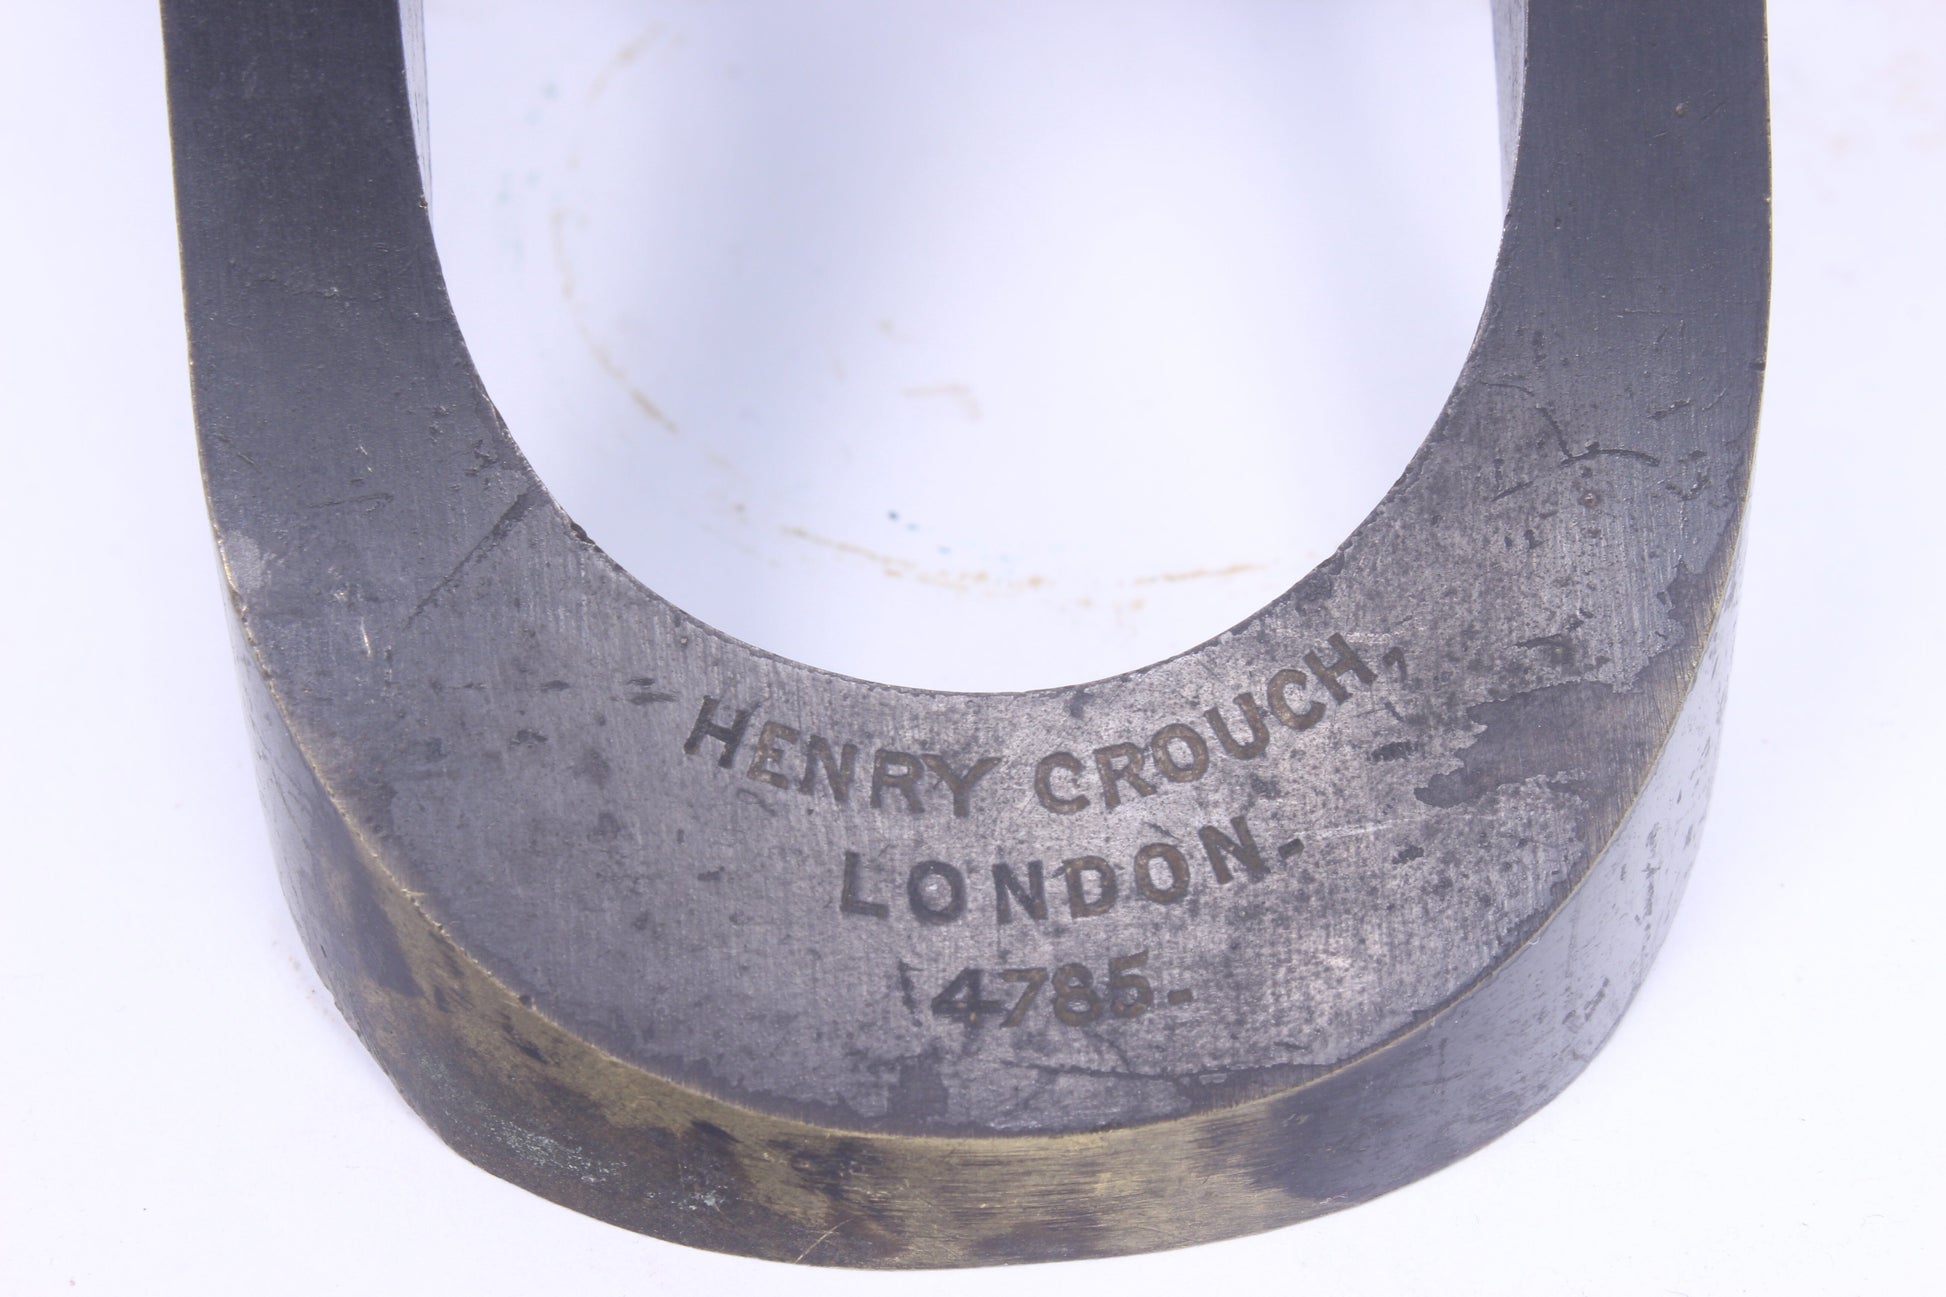 HENRY CROUCH,
LONDON.
4785.